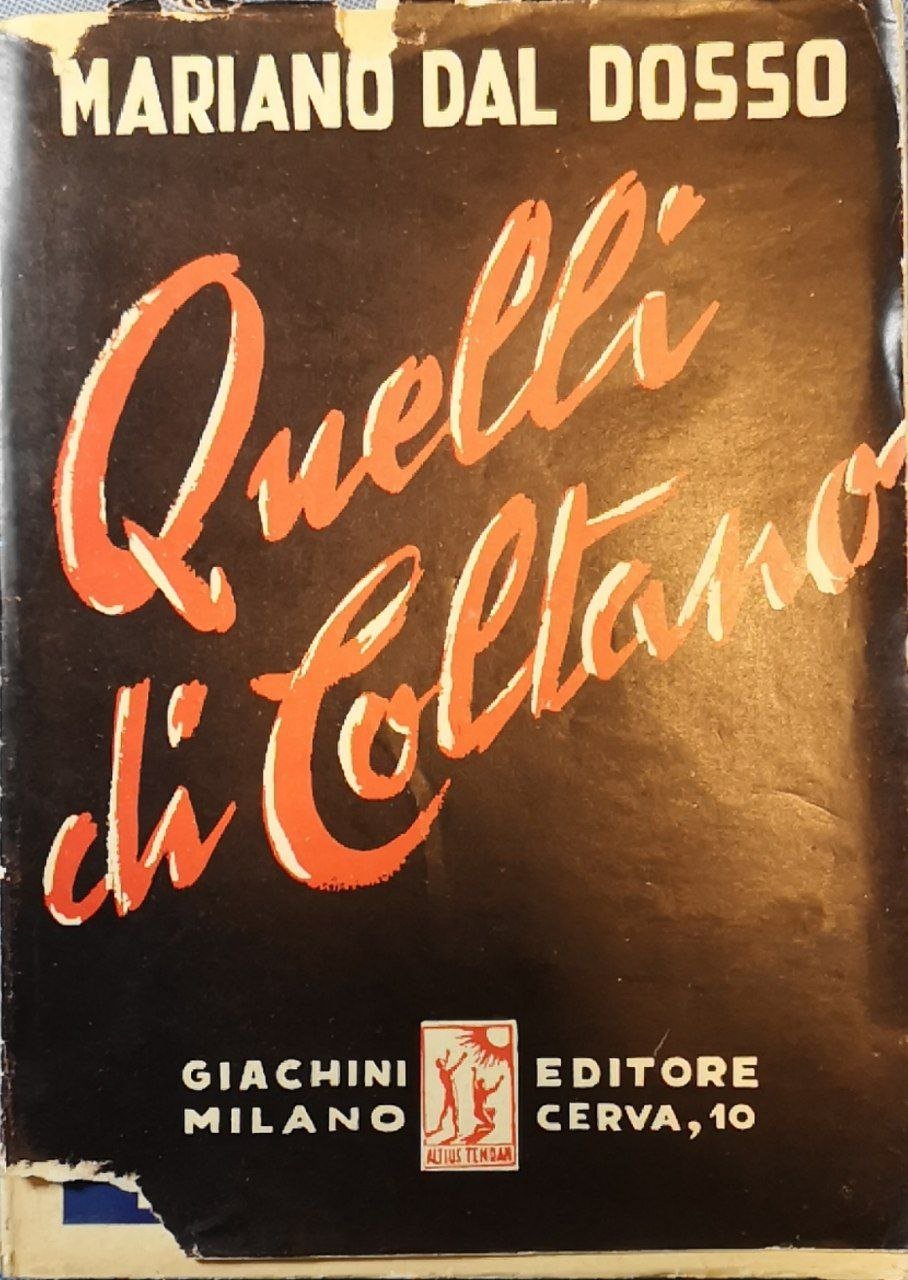 MARIANO DAL DOSSO
Quelli
di Coltano
GIACHINI EDITORE
MILANO CERVA, 10
ALTIUS TENDAM